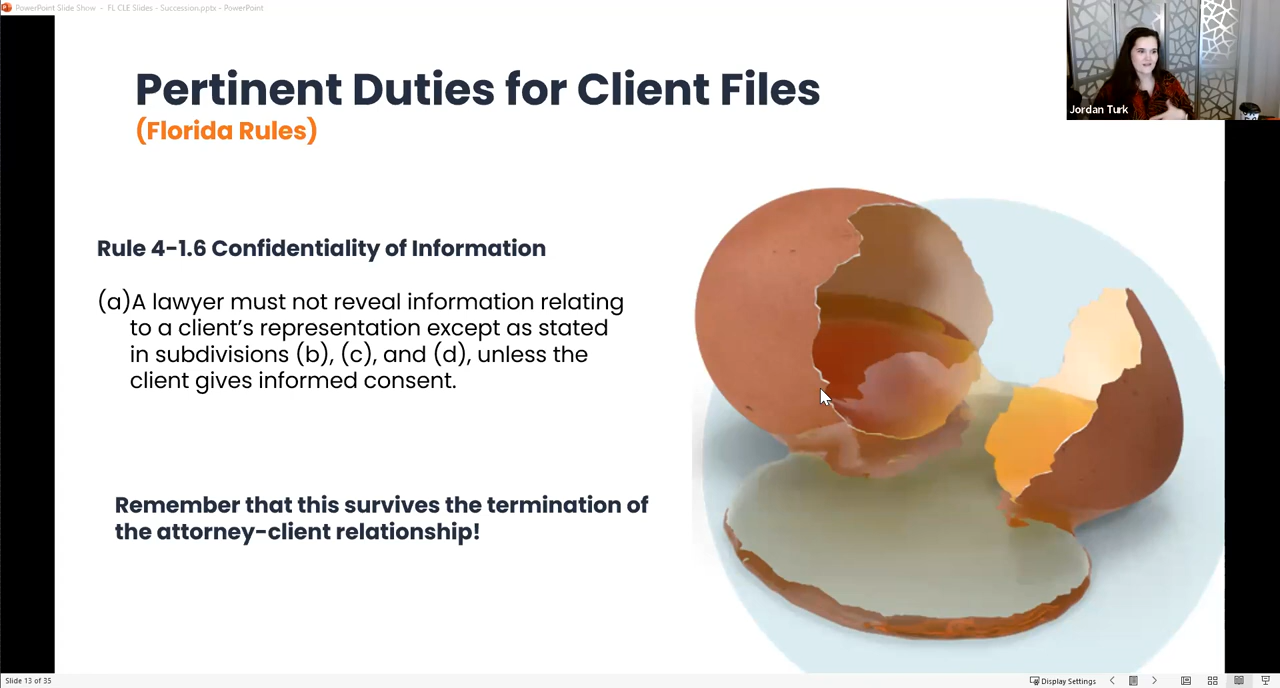 PowerPoint Slide Show - FL CLE Slides - Succession.pptx - PowerPoint
Pertinent Duties for Client Files
(Florida Rules)
Jordan Turk
Rule 4-1.6 Confidentiality of Information
(a)A lawyer must not reveal information relating
to a client’s representation except as stated
in subdivisions (b), (c), and (d), unless the
client gives informed consent.
Remember that this survives the termination of
the attorney-client relationship!
Slide 13 of 35
Display Settings